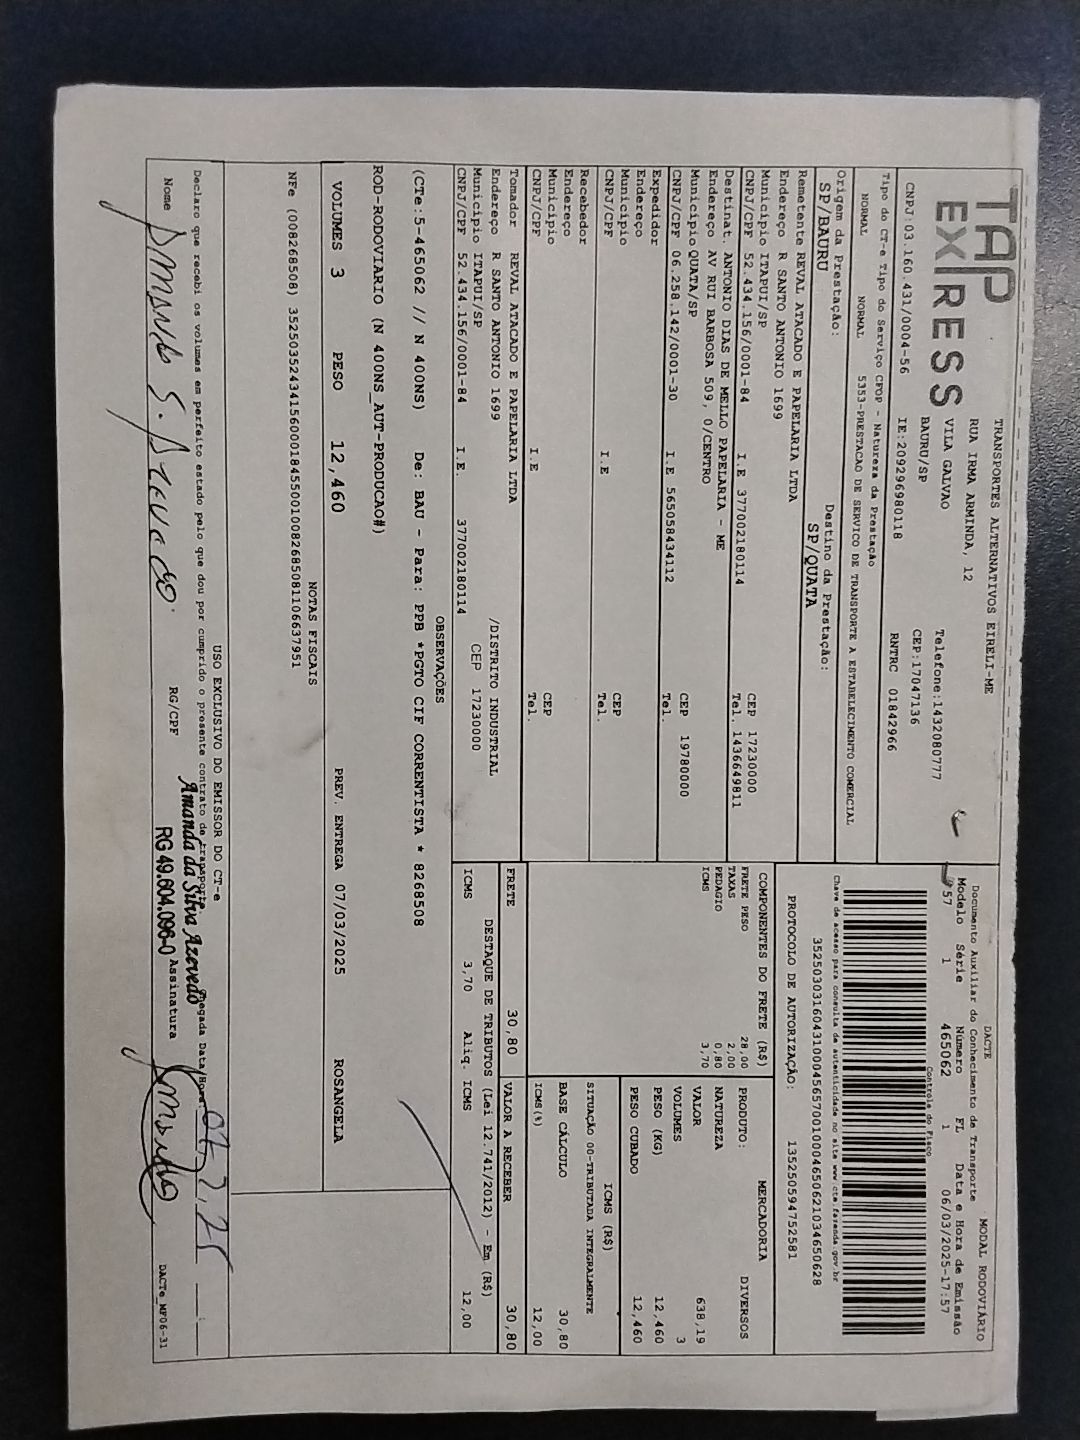 TAP
EXPRESS
TRANSPORTES ALTERNATIVOS EIRELI-ME
RUA IRMA ARMINDA, 12
VILA GALVAO
BAURU/SP
Telefone:1432080777
CEP:17047136
CNPJ:03.160.431/0004-56 IE:209296980118 RNTRC 01842966
Tipo do CT-e Tipo do Serviço CFOP - Natureza da Prestação
NORMAL NORMAL 5353-PRESTACAO DE SERVICO DE TRANSPORTE A ESTABELECIMENTO COMERCIAL
Origem da Prestação: Destino da Prestação:
SP/BAURU SP/QUATA
DACTE MODAL RODOVIÁRIO
Documento Auxiliar do Conhecimento de Transporte
Modelo Série Número FL Data e Hora de Emissão
57 1 465062 1 06/03/2025-17:57
Controle do Fisco
Chave de acesso para consulta de autenticidade no site www.cte.fazenda.gov.br
35250303160431000456570010004650621034650628
PROTOCOLO DE AUTORIZAÇÃO: 135250594752581
Remetente REVAL ATACADO E PAPELARIA LTDA
Endereço R SANTO ANTONIO 1699
Município ITAPUI/SP CEP 17230000
CNPJ/CPF 52.434.156/0001-84 I.E 377002180114 Tel. 1436649811
Destinat. ANTONIO DIAS DE MELLO PAPELARIA - ME
Endereço AV RUI BARBOSA 509, 0/CENTRO
Município QUATA/SP CEP 19780000
CNPJ/CPF 06.258.142/0001-30 I.E 565058434112 Tel.
Expedidor
Endereço
Município CEP
CNPJ/CPF I.E Tel.
Recebedor
Endereço
Município CEP
CNPJ/CPF I.E Tel.
Tomador REVAL ATACADO E PAPELARIA LTDA
Endereço R SANTO ANTONIO 1699 /DISTRITO INDUSTRIAL
Município ITAPUI/SP CEP 17230000
CNPJ/CPF 52.434.156/0001-84 I.E. 377002180114
COMPONENTES DO FRETE (R$)
FRETE PESO 28,00
TAXAS 2,00
PEDAGIO 0,80
ICMS 3,70
PRODUTO: MERCADORIA
NATUREZA DIVERSOS
VALOR 638,19
VOLUMES 3
PESO (KG) 12,460
PESO CUBADO 12,460
ICMS (R$)
SITUAÇÃO 00-TRIBUTADA INTEGRALMENTE
BASE CÁLCULO 30,80
ICMS(%) 12,00
FRETE 30,80 VALOR A RECEBER 30,80
DESTAQUE DE TRIBUTOS (Lei 12.741/2012) - Em (R$)
ICMS 3,70 Aliq. ICMS 12,00
OBSERVAÇÕES
(CTe:5-465062 // N 400NS) De: BAU - Para: PPB *PGTO CIF CORRENTISTA * 8268508
ROD-RODOVIARIO (N 400NS_AUT-PRODUCAO#)
VOLUMES 3 PESO 12,460 PREV. ENTREGA 07/03/2025 ROSANGELA
NOTAS FISCAIS
NFe (008268508) 35250352434156000184550010082685081106637951
USO EXCLUSIVO DO EMISSOR DO CT-e
Declaro que recebi os volumes em perfeito estado pelo que dou por cumprido o presente contrato de transporte.
Chegada Data/Hora:
Nome Amanda S. Azevedo. RG/CPF
Amanda da Silva Azevedo
RG 49.604.096-0
Assinatura Amanda
DACTe_MF06-31